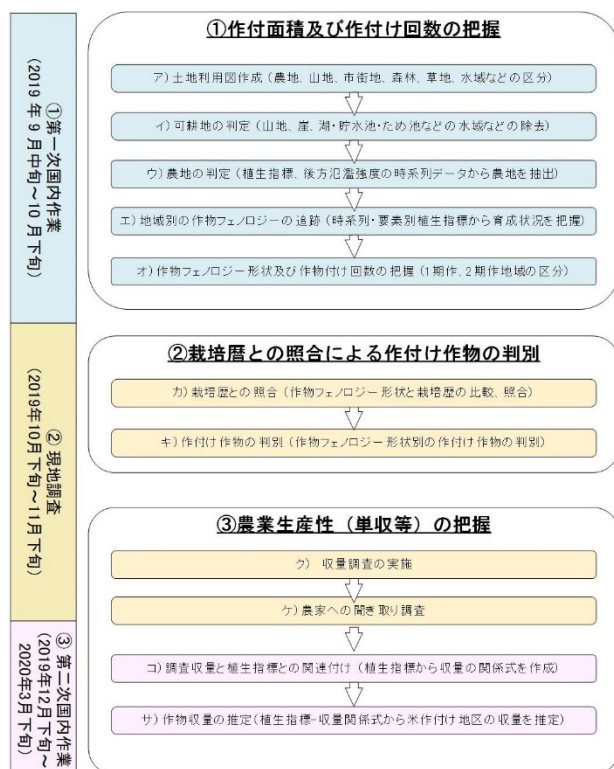 ①作付面積及び作付け回数の把握
ア）土地利用図作成（農地、山地、市街地、森林、草地、水域などの区分）
イ）可耕地の判定（山地、崖、湖・貯水池・ため池などの水域などの除去）
ウ）農地の判定（植生指標、後方氾濫強度の時系列データから農地を抽出）
エ）地域別の作物フェノロジーの追跡（時系列・要素別植生指標から育成状況を把握）
オ）作物フェノロジー形状及び作物付け回数の把握（1期作、2期作地域の区分）
①第一次国内作業
（2019年9月中旬～10月下旬）
②栽培暦との照合による作付け作物の判別
カ）栽培歴との照合（作物フェノロジー形状と栽培歴の比較、照合）
キ）作付け作物の判別（作物フェノロジー形状別の作付け作物の判別）
②現地調査
（2019年10月下旬～11月下旬）
③農業生産性（単収等）の把握
ク） 収量調査の実施
ケ）農家への聞き取り調査
コ）調査収量と植生指標との関連付け（植生指標から収量の関係式を作成）
サ）作物収量の推定（植生指標-収量関係式から米作付け地区の収量を推定）
③第二次国内作業
（2019年12月下旬～
2020年3月下旬）